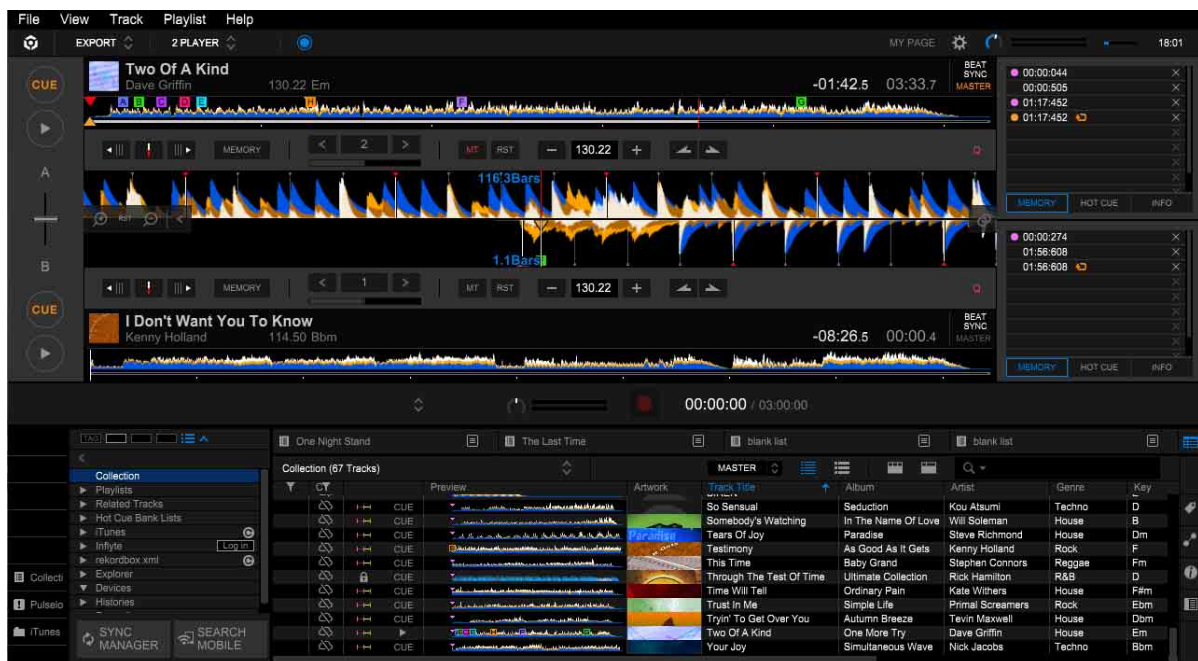 File View Track Playlist Help
EXPORT 2 PLAYER MY PAGE 18:01
CUE
Two Of A Kind
Dave Griffin 130.22 Em
-01:42.5 03:33.7
BEAT
SYNC
MASTER
A B C D E H F G
< 2 >
MEMORY MT RST — 130.22 + Q
A
116.3Bars
RST <
1.1Bars
B
< 1 >
MEMORY MT RST — 130.22 + Q
CUE
I Don't Want You To Know
Kenny Holland 114.50 Bbm
-08:26.5 00:00.4
BEAT
SYNC
MASTER
00:00:044
00:00:505
01:17:452
01:17:452
MEMORY HOT CUE INFO
00:00:274
01:56:608
01:56:608
MEMORY HOT CUE INFO
00:00:00 / 03:00:00
TAG
One Night Stand The Last Time blank list blank list
<
Collection
Playlists
Related Tracks
Hot Cue Bank Lists
iTunes
Inflyte Log in
rekordbox xml
Explorer
Devices
Histories
SYNC
MANAGER
SEARCH
MOBILE
Collecti
Pulselo
iTunes
Collection (67 Tracks) MASTER
Preview Artwork Track Title Album Artist Genre Key
CUE So Sensual Seduction Kou Atsumi Techno D
CUE Somebody's Watching In The Name Of Love Will Soleman House B
CUE Tears Of Joy Paradise Steve Richmond House Dm
CUE Testimony As Good As It Gets Kenny Holland Rock F
CUE This Time Baby Grand Stephen Connors Reggae Fm
CUE Through The Test Of Time Ultimate Collection Rick Hamilton R&B D
CUE Time Will Tell Ordinary Pain Kate Withers House F#m
CUE Trust In Me Simple Life Primal Screamers Rock Ebm
CUE Tryin' To Get Over You Autumn Breeze Tevin Maxwell House Dbm
CUE Two Of A Kind One More Try Dave Griffin House Em
CUE Your Joy Simultaneous Wave Nick Jacobs Techno Bbm